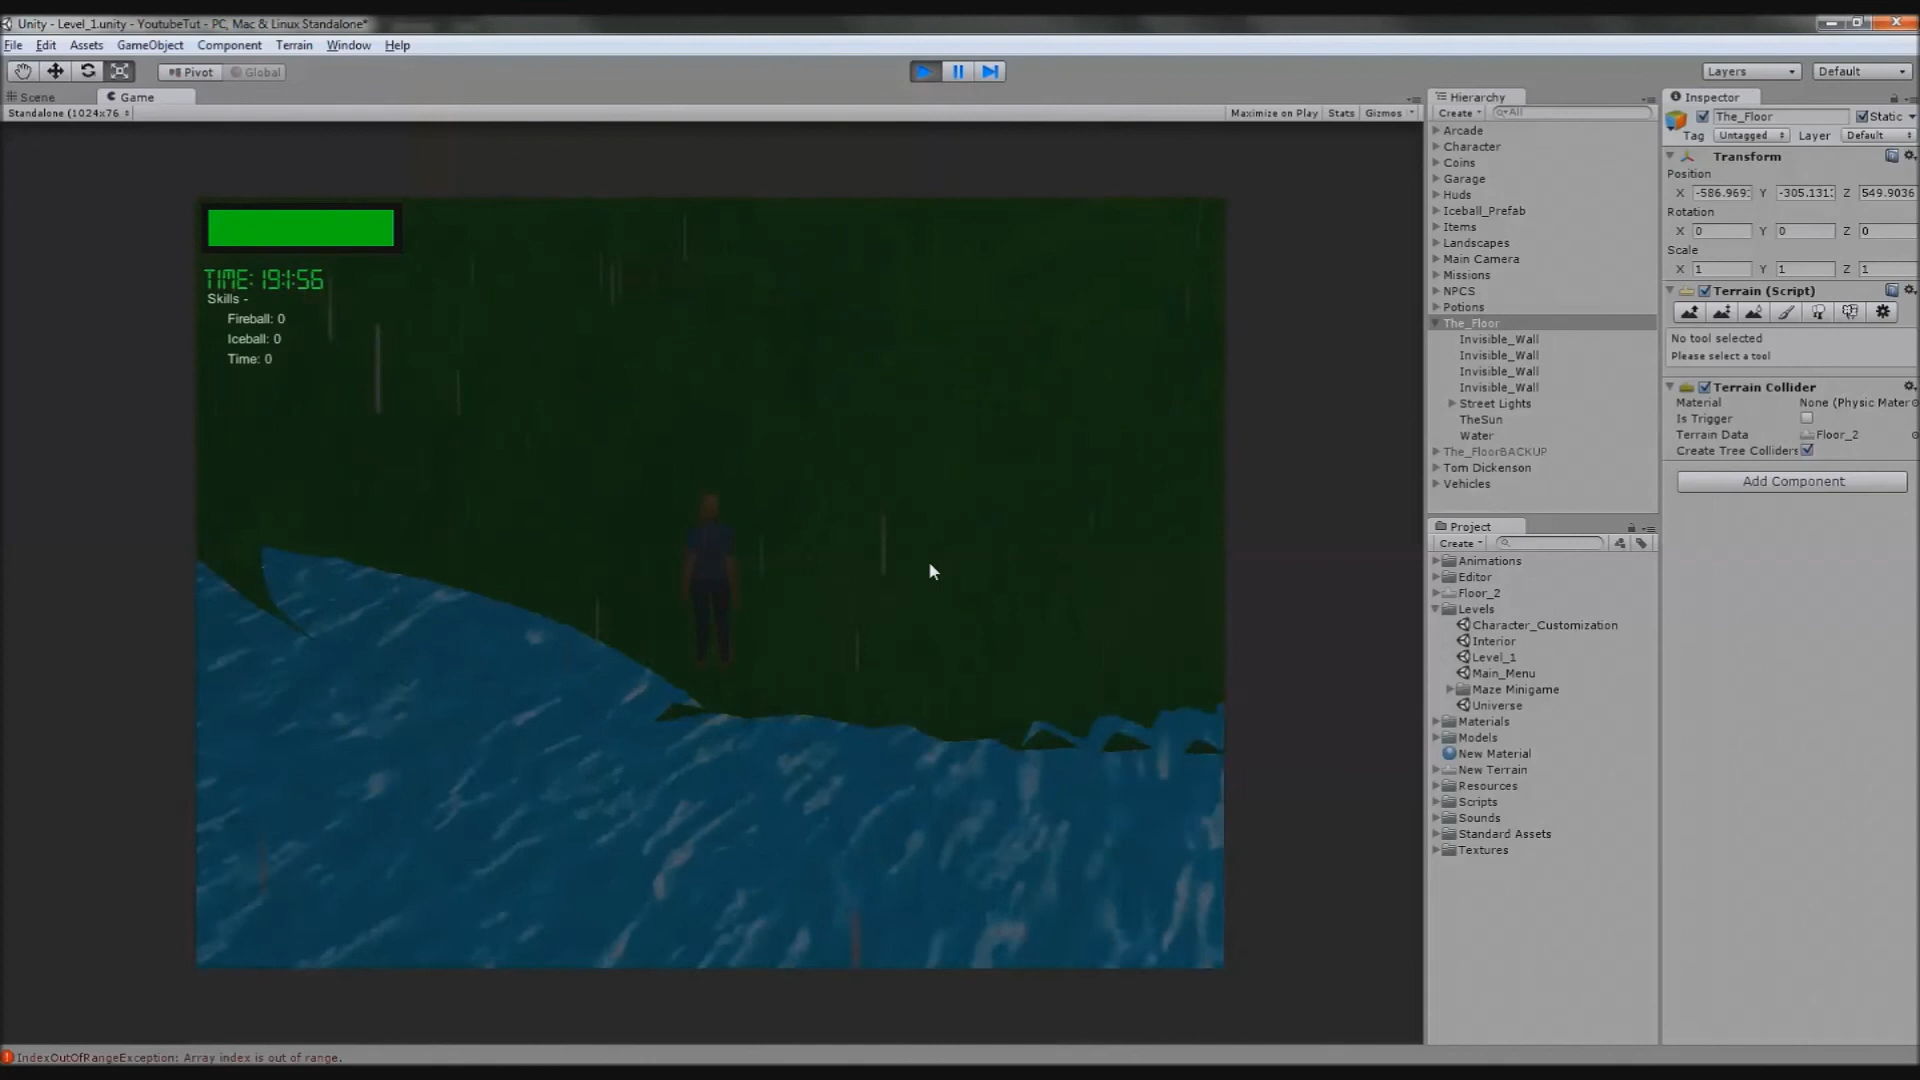 Unity - Level_1.unity - YoutubeTut - PC, Mac & Linux Standalone*
File Edit Assets GameObject Component Terrain Window Help
Pivot Global
Layers Default
Scene Game
Standalone (1024x76
Maximize on Play Stats Gizmos
TIME: 19:1:56
Skills -
Fireball: 0
Iceball: 0
Time: 0
Hierarchy
Create All
Arcade
Character
Coins
Garage
Huds
Iceball_Prefab
Items
Landscapes
Main Camera
Missions
NPCS
Potions
The_Floor
Invisible_Wall
Invisible_Wall
Invisible_Wall
Invisible_Wall
Street Lights
TheSun
Water
The_FloorBACKUP
Tom Dickenson
Vehicles
Project
Create
Animations
Editor
Floor_2
Levels
Character_Customization
Interior
Level_1
Main_Menu
Maze Minigame
Universe
Materials
Models
New Material
New Terrain
Resources
Scripts
Sounds
Standard Assets
Textures
Inspector
The_Floor Static
Tag Untagged Layer Default
Transform
Position
X -586.969 Y -305.131 Z 549.9036
Rotation
X 0 Y 0 Z 0
Scale
X 1 Y 1 Z 1
Terrain (Script)
No tool selected
Please select a tool
Terrain Collider
Material None (Physic Mater
Is Trigger
Terrain Data Floor_2
Create Tree Colliders
Add Component
IndexOutOfRangeException: Array index is out of range.